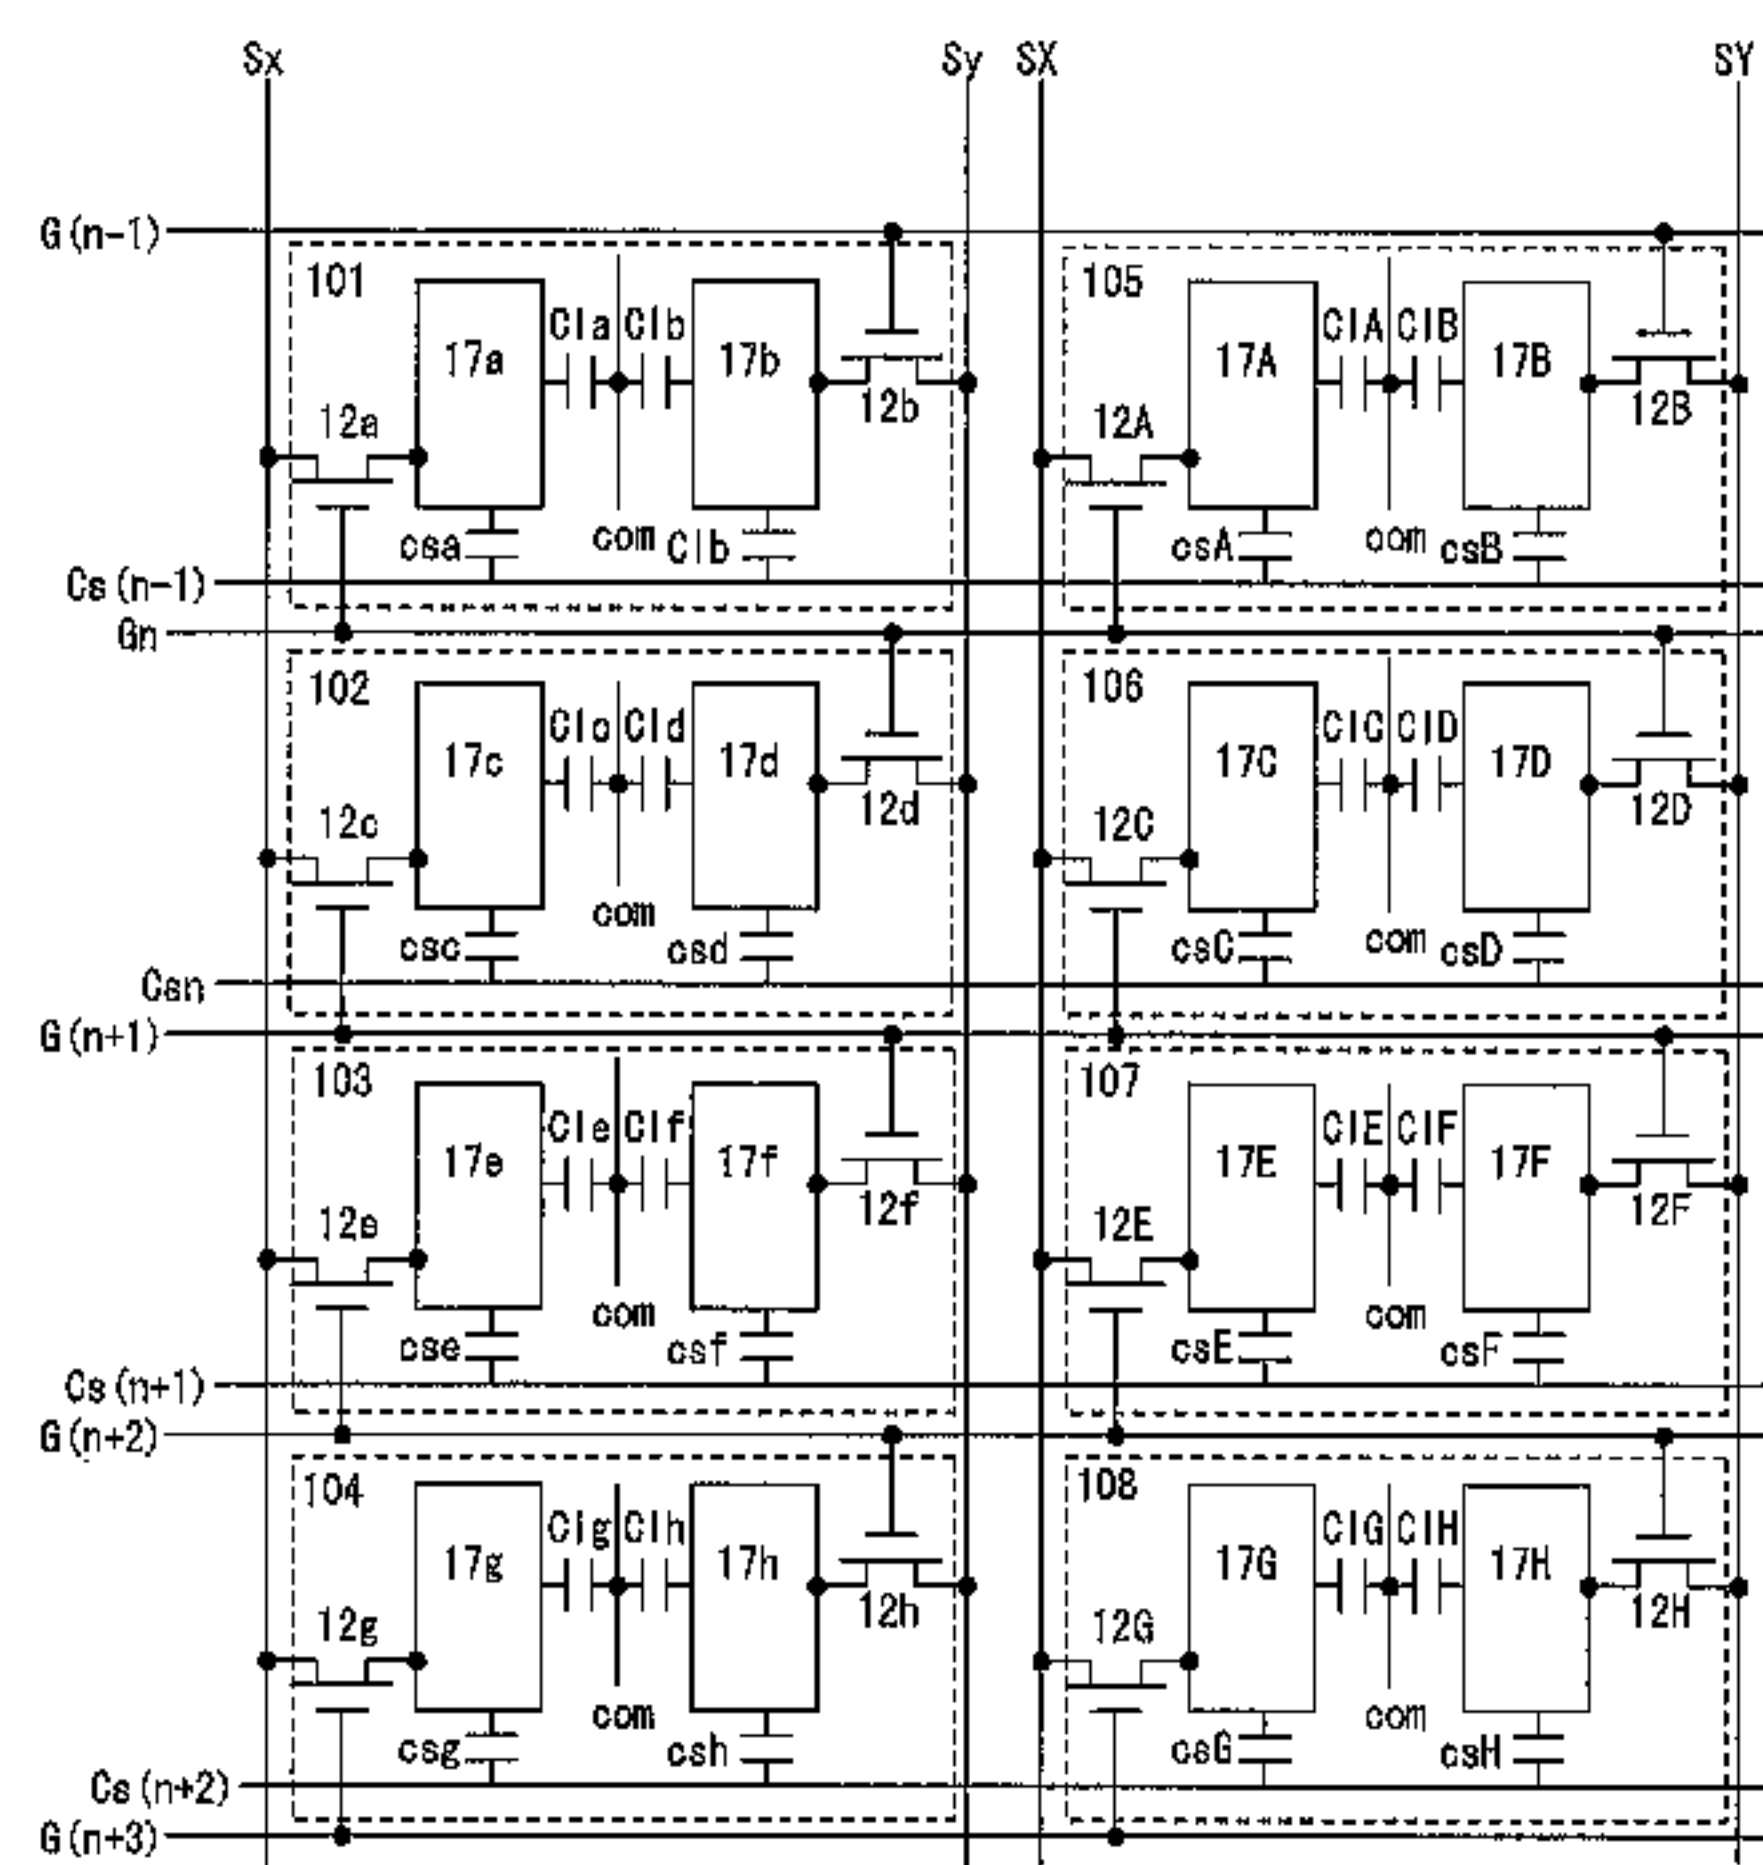 Sx Sy SX SY
G(n-1)
101 105
Cla Clb ClA ClB
17a 17b 17A 17B
12b 12B
12a 12A
csa com Clb csA com csB
Cs(n-1)
Gn
102 106
Clc Cld ClC ClD
17c 17d 17C 17D
12d 12D
12c 12C
com
csc csd csC com csD
Csn
G(n+1)
103 107
Cle Clf ClE ClF
17e 17f 17E 17F
12f 12F
12e 12E
com com
cse csf csE csF
Cs(n+1)
G(n+2)
104 108
Clg Clh ClG ClH
17g 17h 17G 17H
12h 12H
12g 12G
com com
csg csh csG csH
Cs(n+2)
G(n+3)